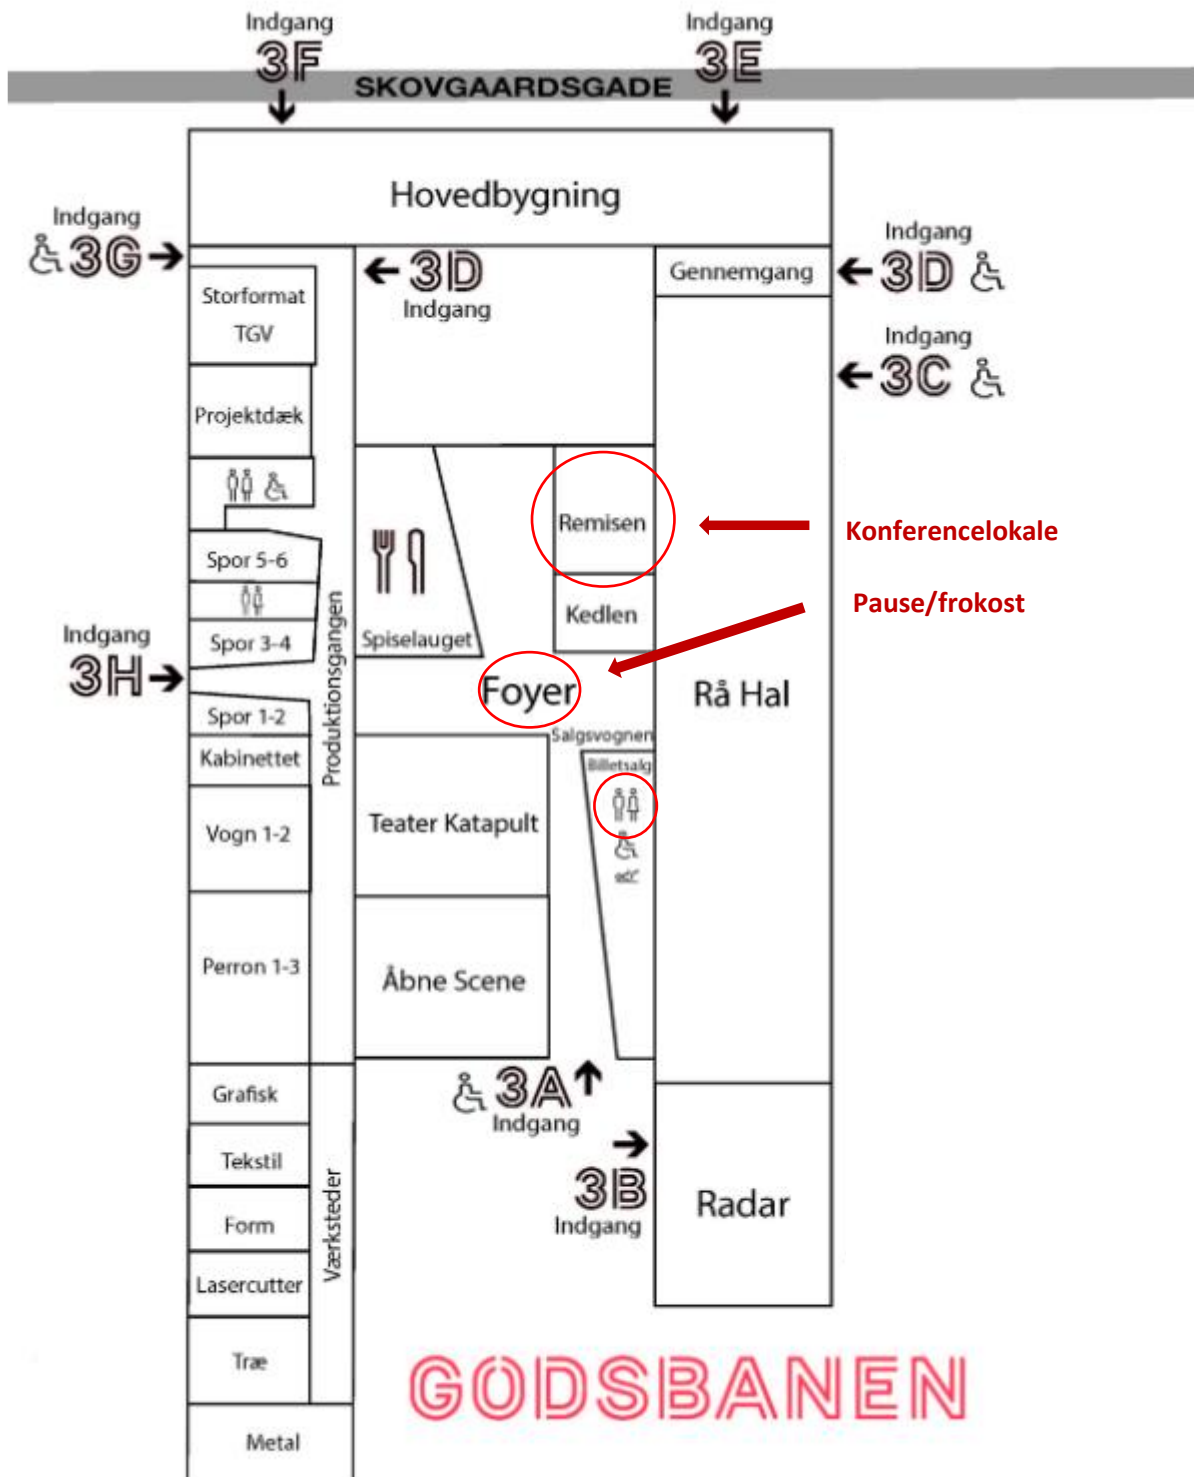 Indgang
3F
Indgang
3E
SKOVGAARDSGADE
Hovedbygning
Indgang
3G
3D
Indgang
Gennemgang
Indgang
3D
Indgang
3C
Storformat
TGV
Projektdæk
Spor 5-6
Spor 3-4
Indgang
3H
Spor 1-2
Kabinettet
Vogn 1-2
Perron 1-3
Produktionsgangen
Spiselauget
Remisen
Kedlen
Konferencelokale
Pause/frokost
Foyer
Rå Hal
Salgsvognen
Billetsalg
Teater Katapult
Åbne Scene
3A
Indgang
3B
Indgang
Radar
Grafisk
Tekstil
Form
Lasercutter
Træ
Metal
Værksteder
GODSBANEN